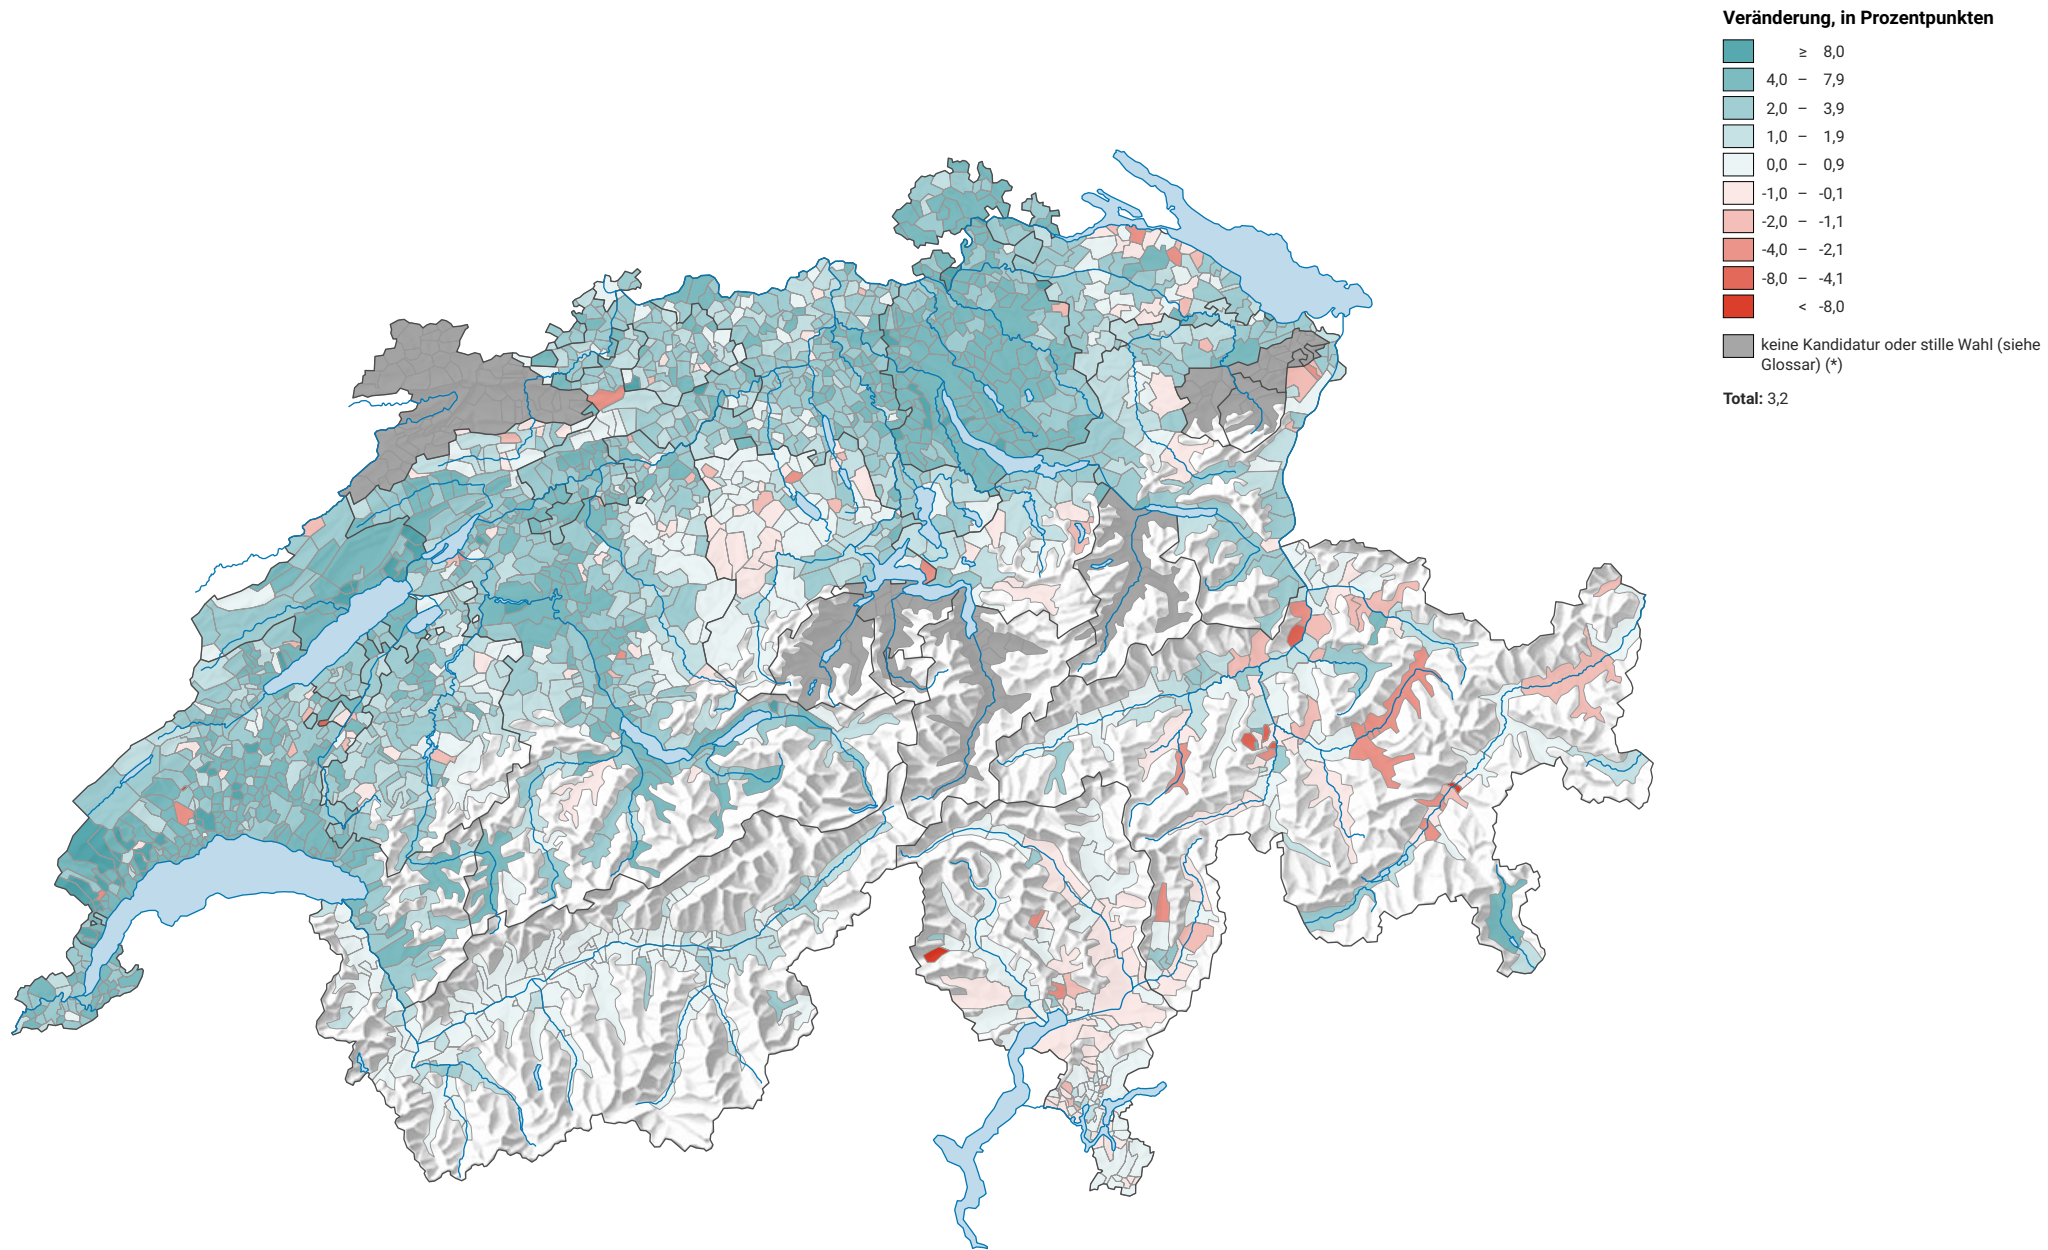 Veränderung, in Prozentpunkten
≥ 8,0
4,0 – 7,9
2,0 – 3,9
1,0 – 1,9
0,0 – 0,9
-1,0 – -0,1
-2,0 – -1,1
-4,0 – -2,1
-8,0 – -4,1
< -8,0
keine Kandidatur oder stille Wahl (siehe
Glossar) (*)
Total: 3,2